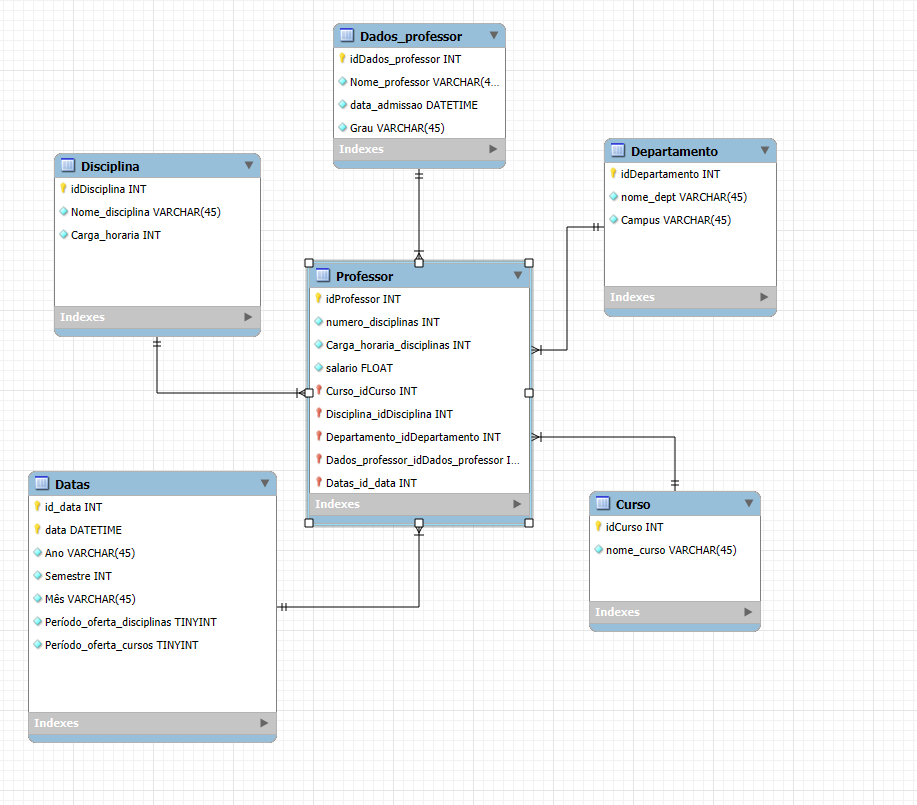 Dados_professor
idDados_professor INT
Nome_professor VARCHAR(4...
data_admissao DATETIME
Grau VARCHAR(45)
Indexes
Disciplina
idDisciplina INT
Nome_disciplina VARCHAR(45)
Carga_horaria INT
Indexes
Departamento
idDepartamento INT
nome_dept VARCHAR(45)
Campus VARCHAR(45)
Indexes
Professor
idProfessor INT
numero_disciplinas INT
Carga_horaria_disciplinas INT
salario FLOAT
Curso_idCurso INT
Disciplina_idDisciplina INT
Departamento_idDepartamento INT
Dados_professor_idDados_professor I...
Datas_id_data INT
Indexes
Datas
id_data INT
data DATETIME
Ano VARCHAR(45)
Semestre INT
Mês VARCHAR(45)
Período_oferta_disciplinas TINYINT
Período_oferta_cursos TINYINT
Indexes
Curso
idCurso INT
nome_curso VARCHAR(45)
Indexes